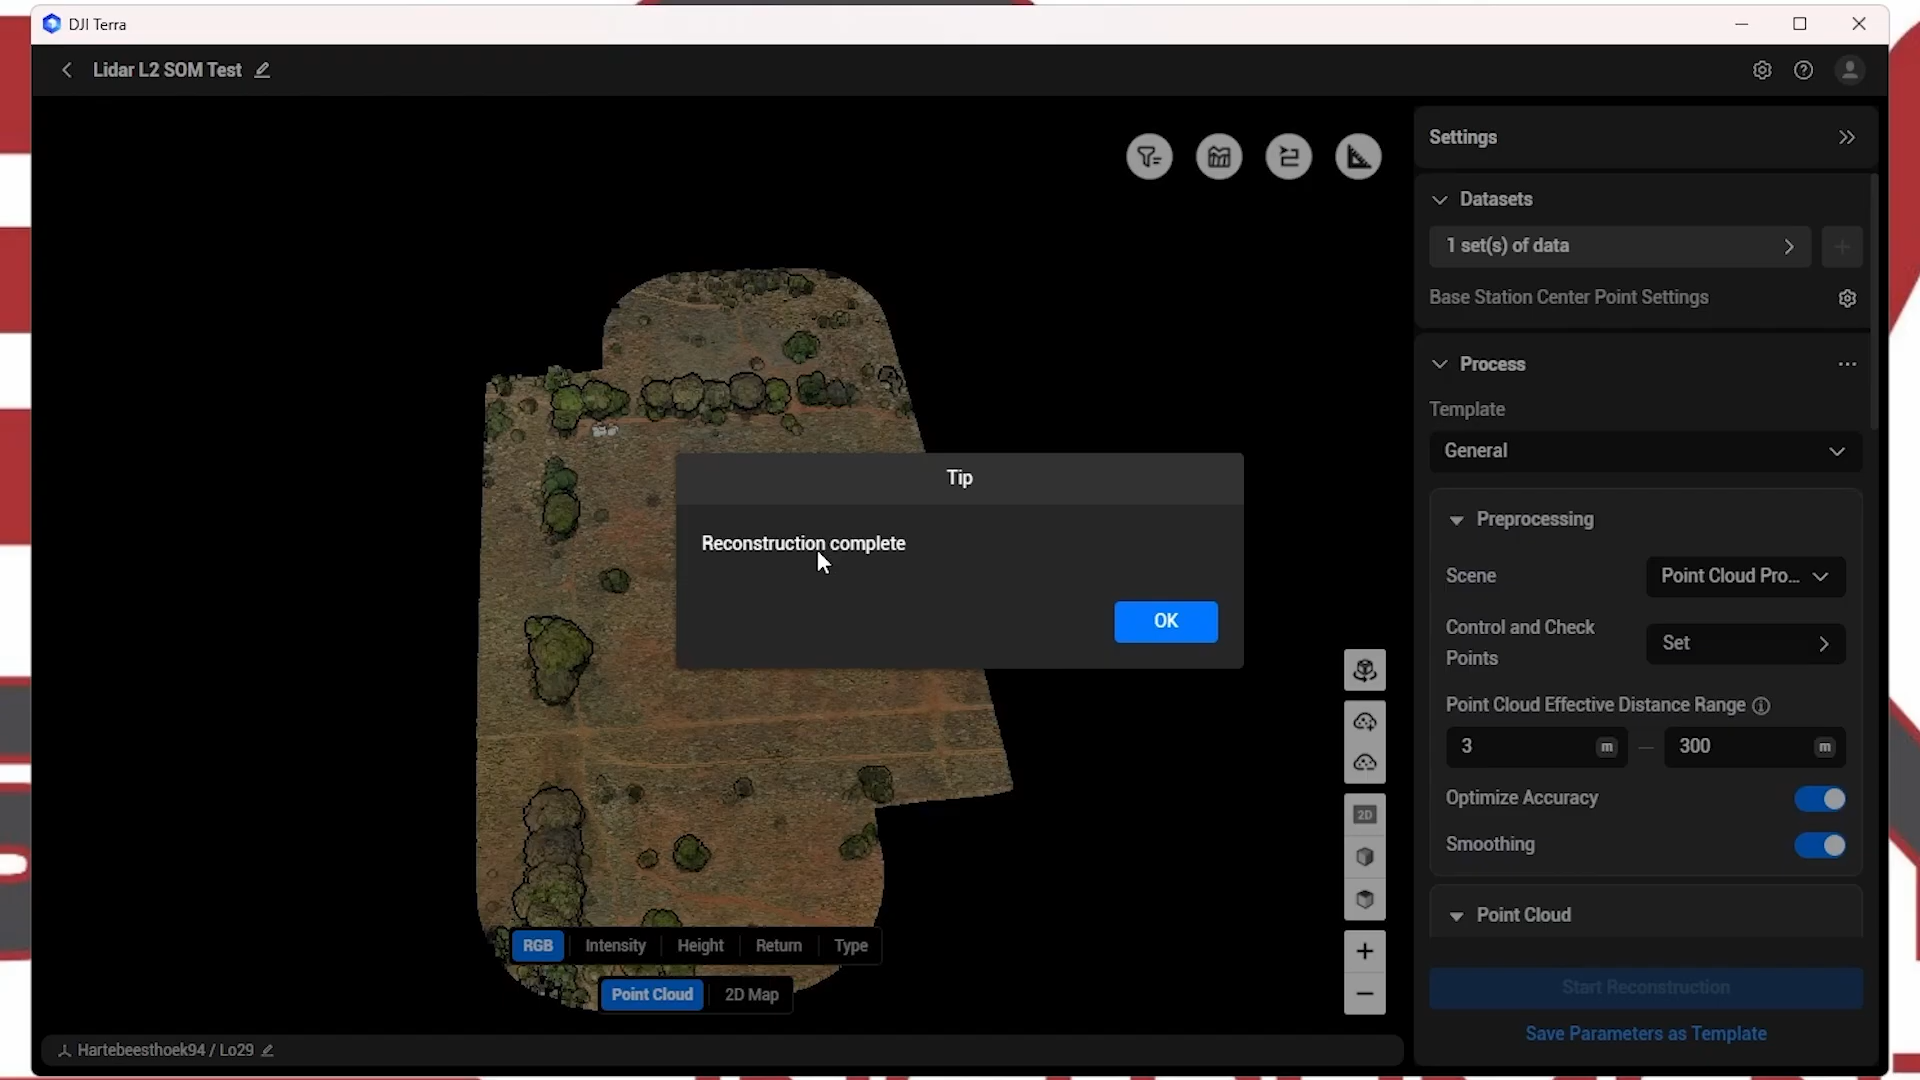 DJI Terra
Lidar L2 SOM Test
Settings
Datasets
1 set(s) of data
Base Station Center Point Settings
Process
Template
General
Preprocessing
Scene
Point Cloud Pro...
Control and Check
Points
Set
Point Cloud Effective Distance Range
3 m — 300 m
Optimize Accuracy
Smoothing
Point Cloud
Start Reconstruction
Save Parameters as Template
Tip
Reconstruction complete
OK
2D
RGB Intensity Height Return Type
Point Cloud 2D Map
Hartebeesthoek94 / Lo29